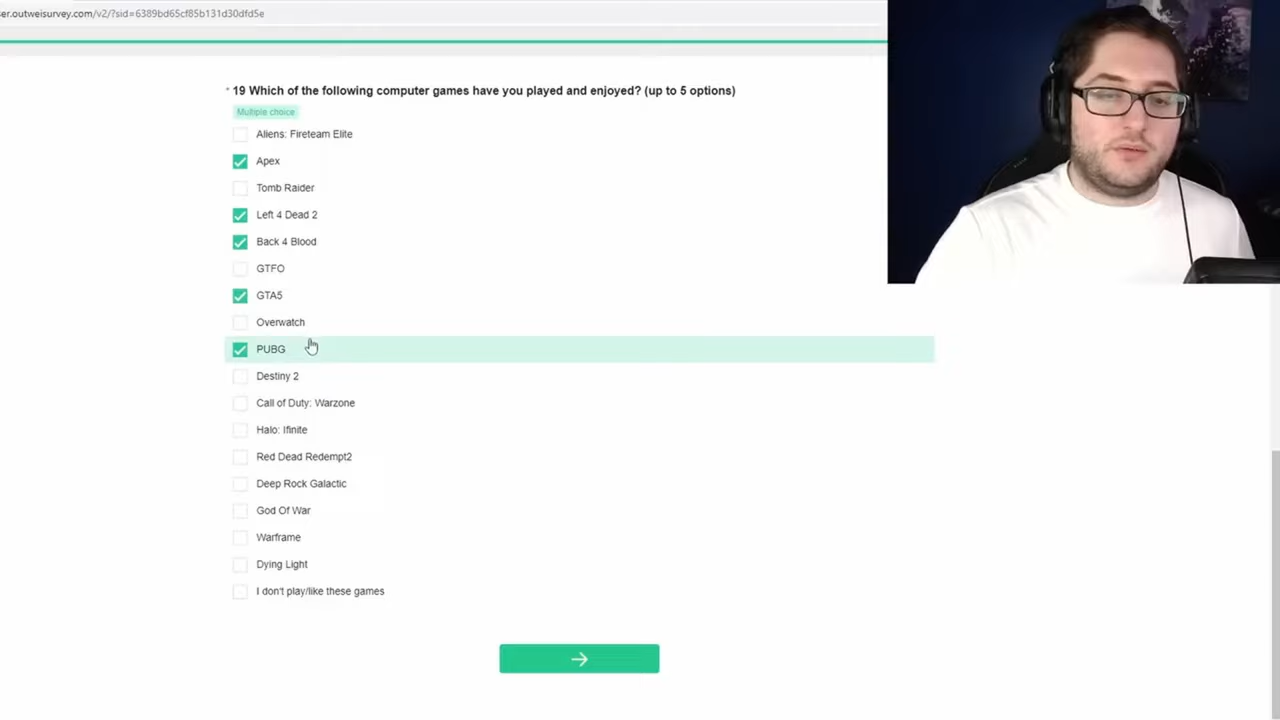 ser.outweisurvey.com/v2/?sid=6389bd65cf85b131d30dfd5e
* 19 Which of the following computer games have you played and enjoyed? (up to 5 options)
Multiple choice
Aliens: Fireteam Elite
Apex
Tomb Raider
Left 4 Dead 2
Back 4 Blood
GTFO
GTA5
Overwatch
PUBG
Destiny 2
Call of Duty: Warzone
Halo: Ifinite
Red Dead Redempt2
Deep Rock Galactic
God Of War
Warframe
Dying Light
I don't play/like these games